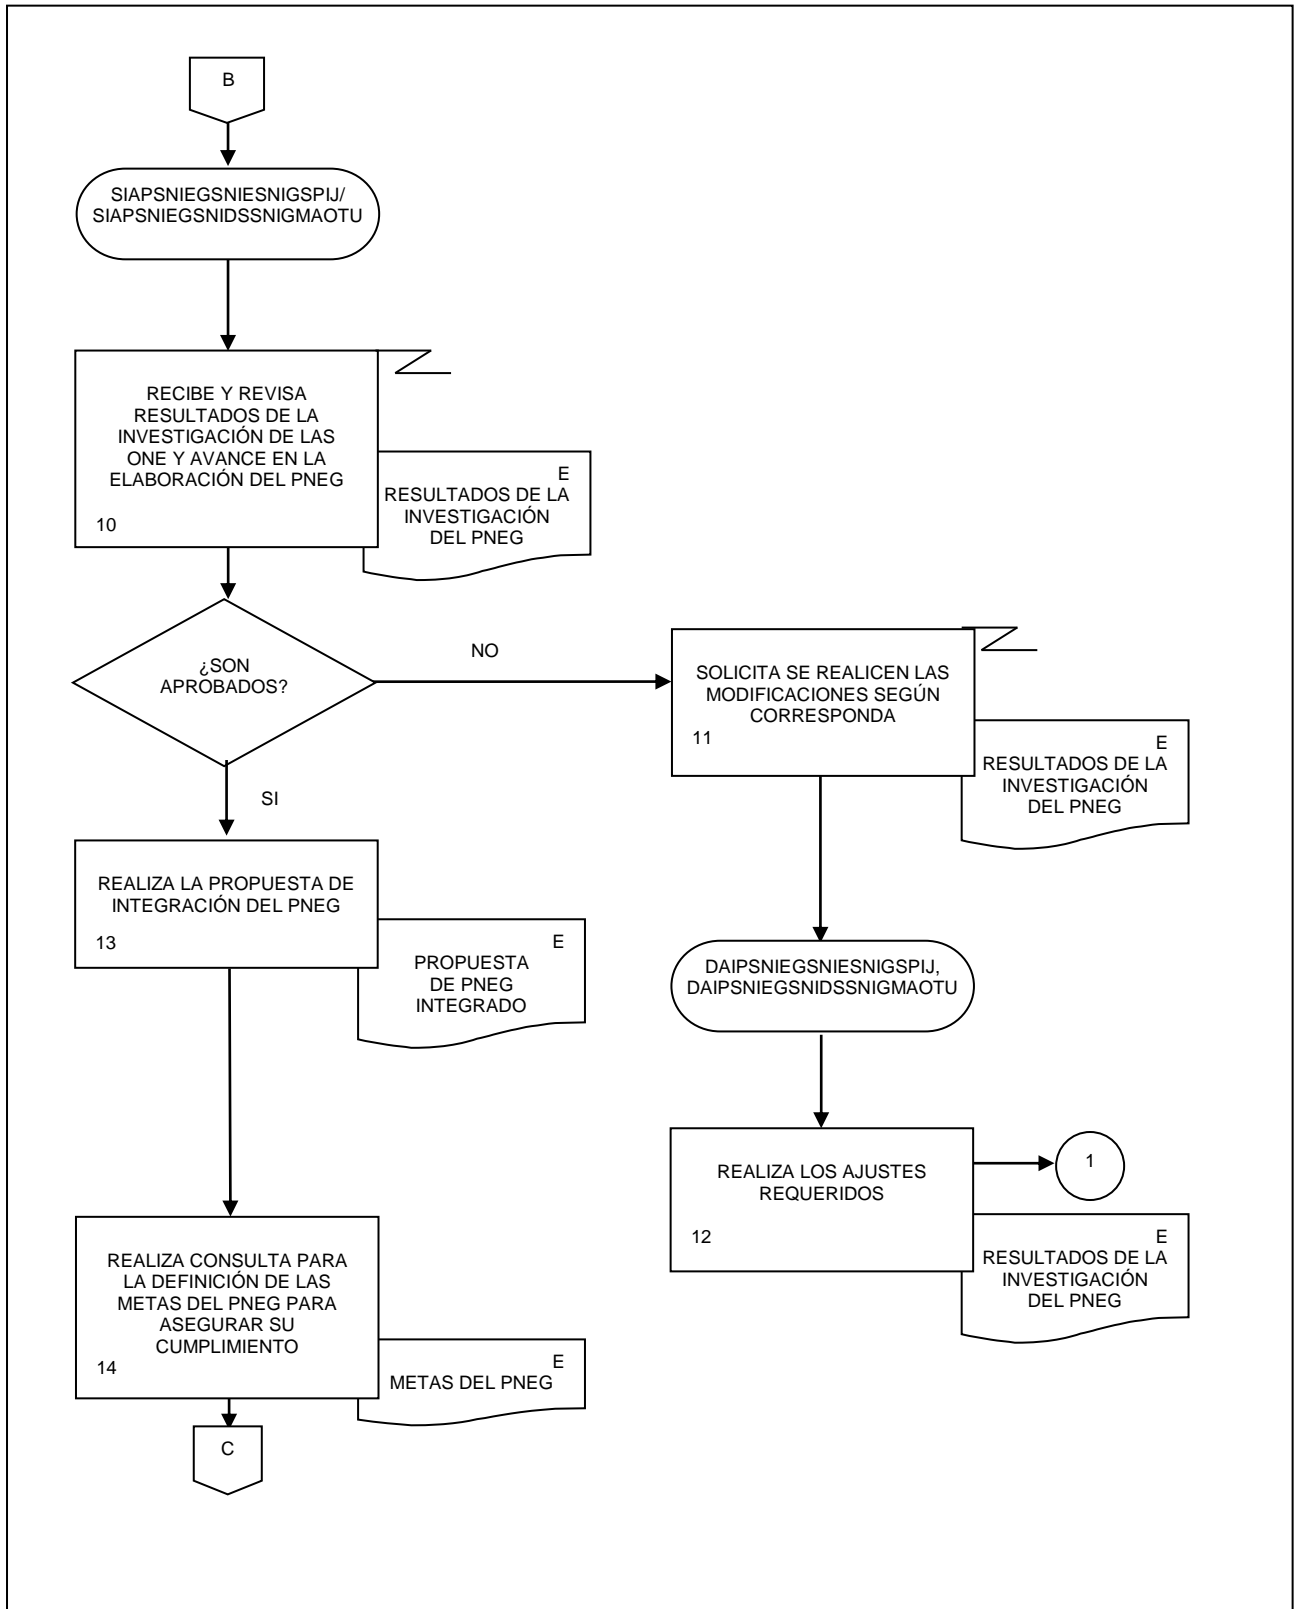 B
SIAPSNIEGSNIESNIGSPIJ/
SIAPSNIEGSNIDSSNIGMAOTU
RECIBE Y REVISA
RESULTADOS DE LA
INVESTIGACIÓN DE LAS
ONE Y AVANCE EN LA
ELABORACIÓN DEL PNEG
10
E
RESULTADOS DE LA
INVESTIGACIÓN
DEL PNEG
¿SON
APROBADOS?
NO
SOLICITA SE REALICEN LAS
MODIFICACIONES SEGÚN
CORRESPONDA
11
E
RESULTADOS DE LA
INVESTIGACIÓN
DEL PNEG
DAIPSNIEGSNIESNIGSPIJ,
DAIPSNIEGSNIDSSNIGMAOTU
REALIZA LOS AJUSTES
REQUERIDOS
12
1
E
RESULTADOS DE LA
INVESTIGACIÓN
DEL PNEG
SI
REALIZA LA PROPUESTA DE
INTEGRACIÓN DEL PNEG
13
E
PROPUESTA
DE PNEG
INTEGRADO
REALIZA CONSULTA PARA
LA DEFINICIÓN DE LAS
METAS DEL PNEG PARA
ASEGURAR SU
CUMPLIMIENTO
14
E
METAS DEL PNEG
C